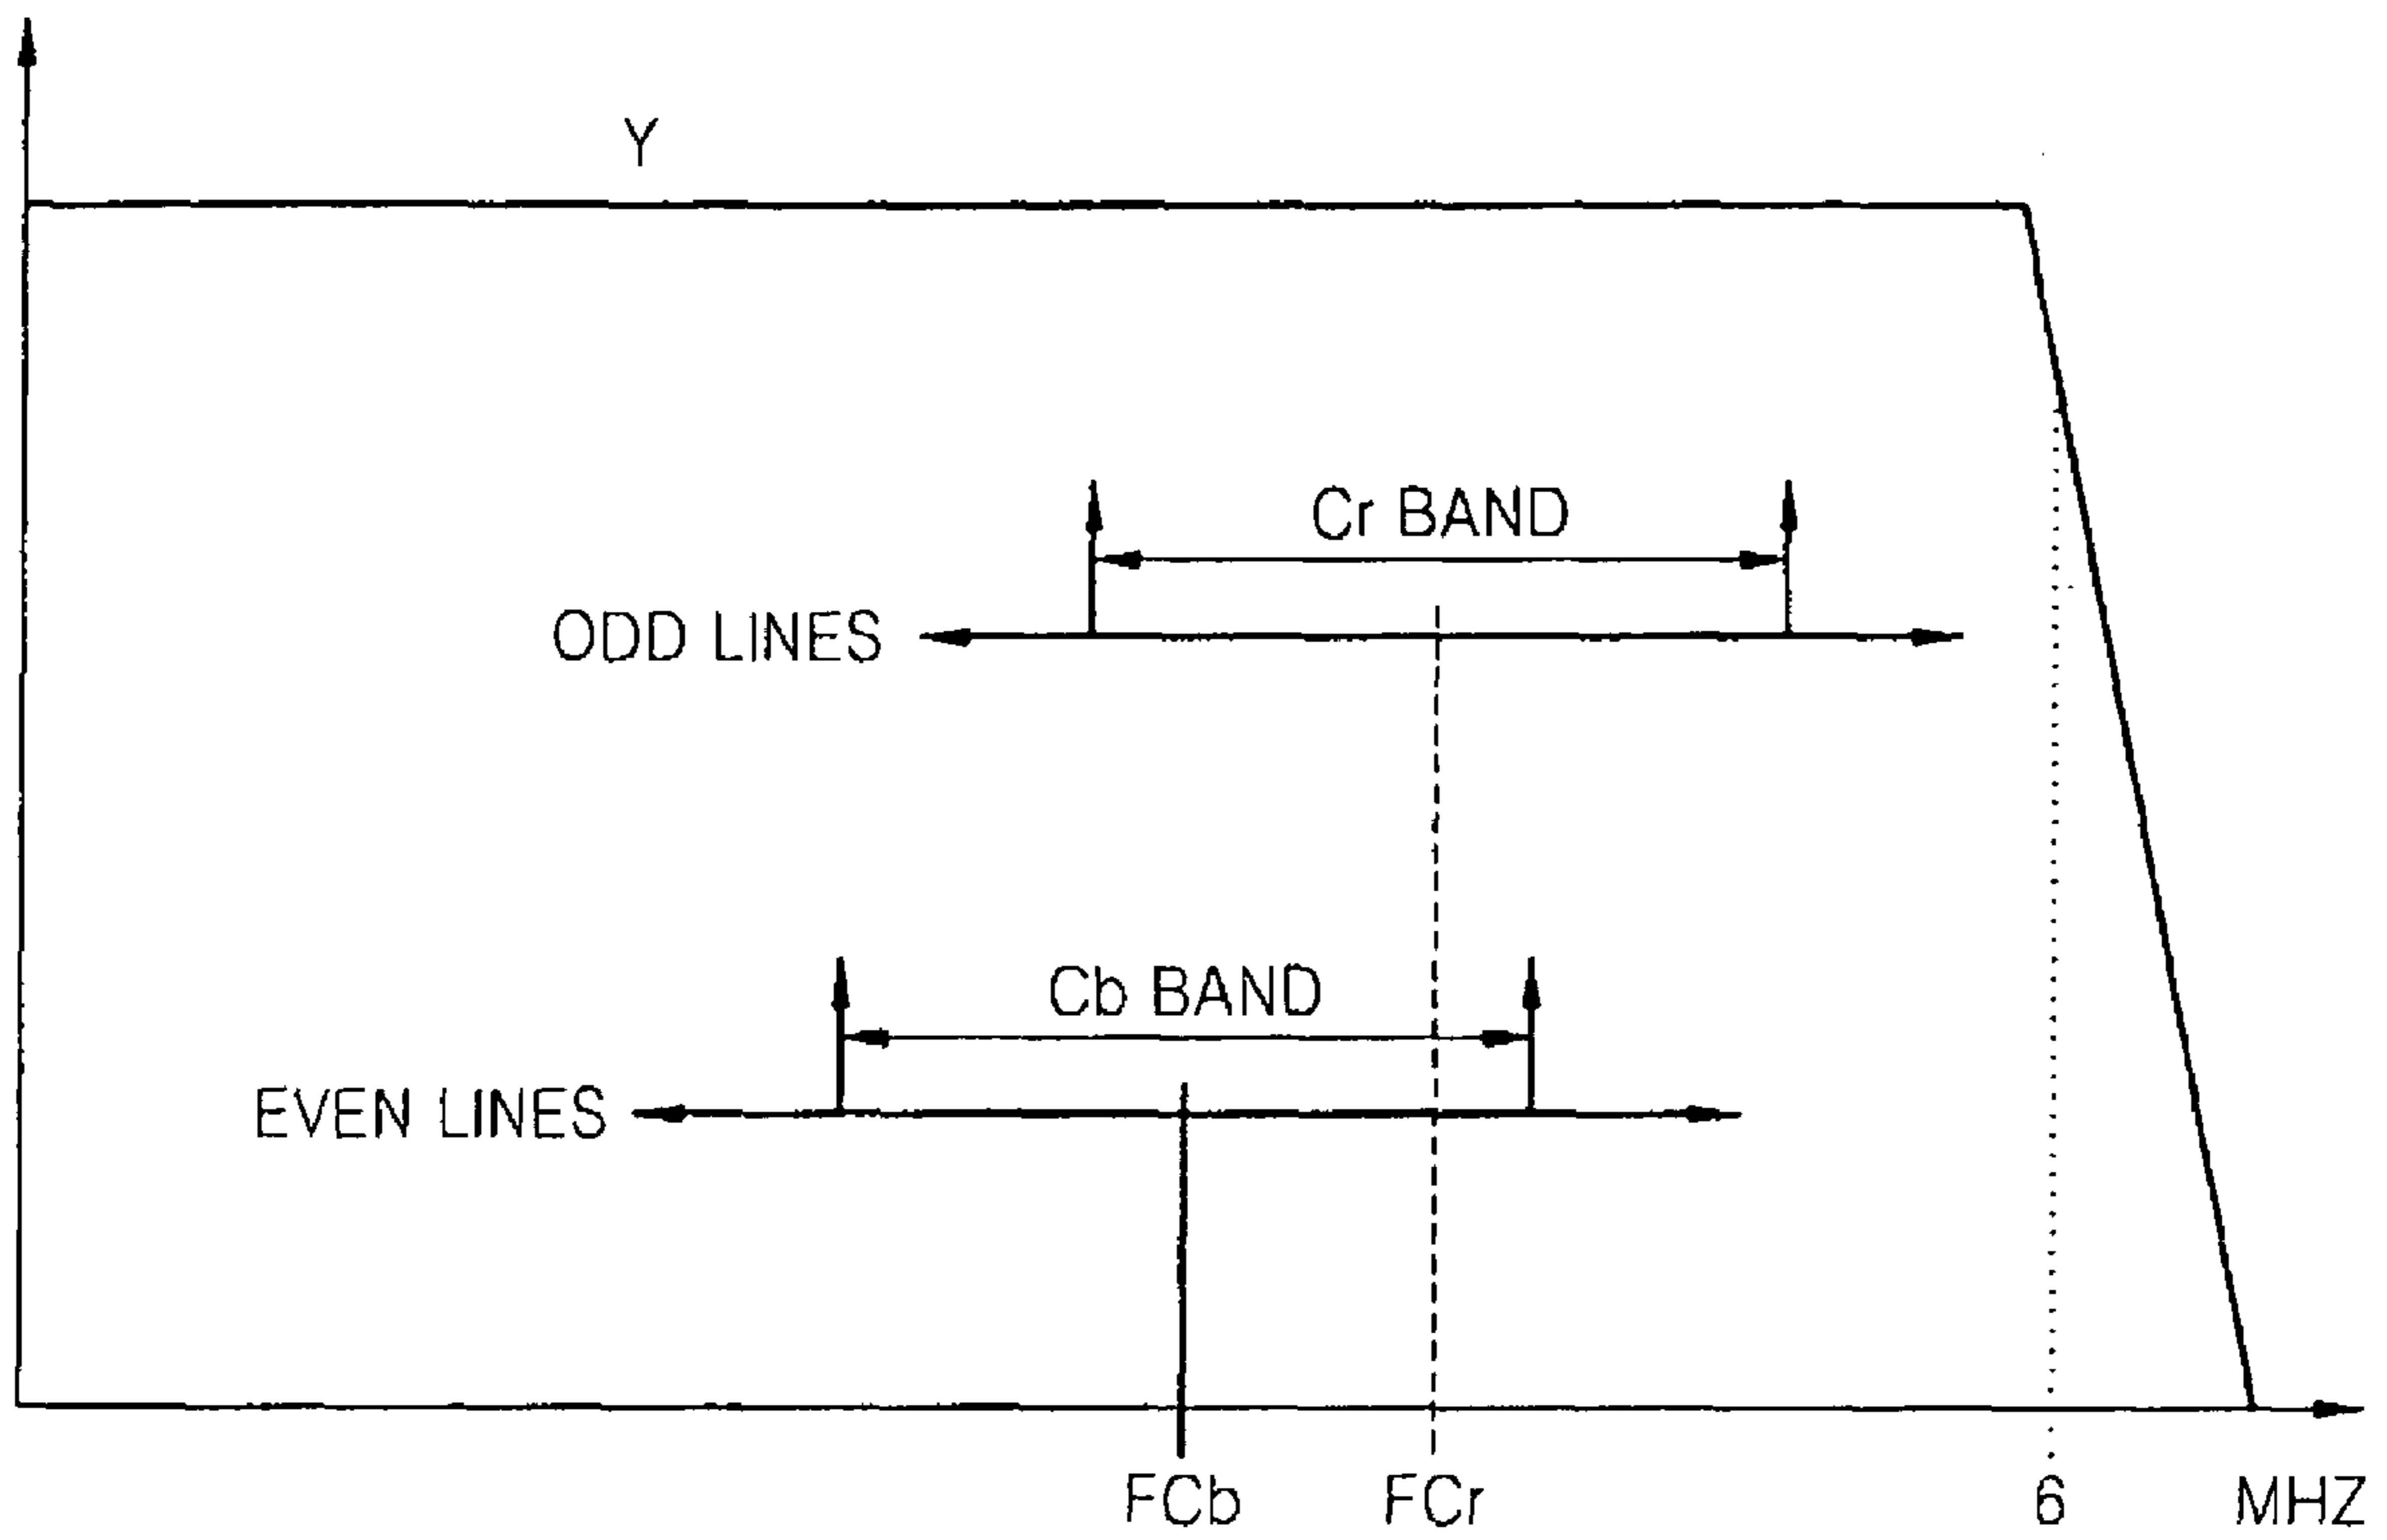 Y
Cr BAND
ODD LINES
Cb BAND
EVEN LINES
FCb
FCr
6
MHZ